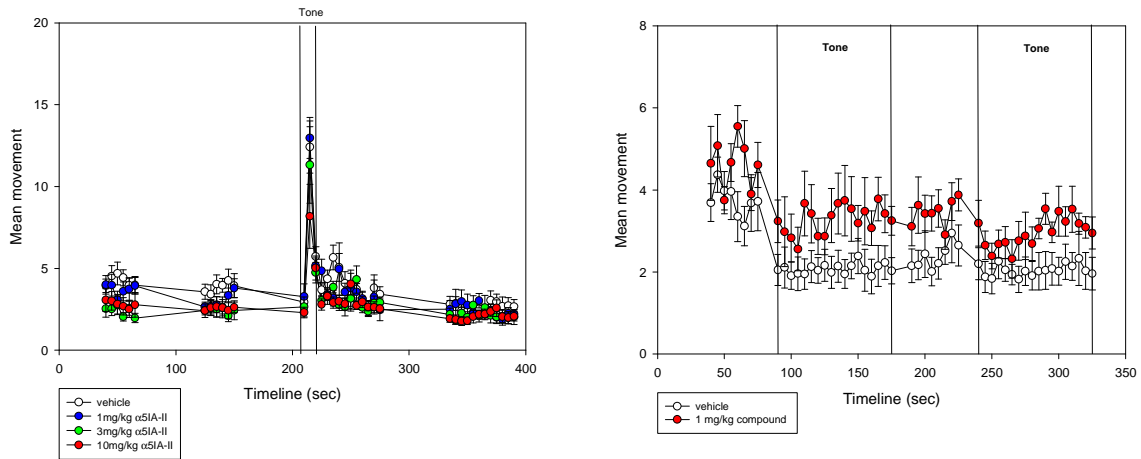 Tone
20
15
10
5
0
Mean movement
0 100 200 300 400
Timeline (sec)
vehicle
1mg/kg α5IA-II
3mg/kg α5IA-II
10mg/kg α5IA-II
8
6
4
2
0
Mean movement
Tone Tone
0 50 100 150 200 250 300 350
Timeline (sec)
vehicle
1 mg/kg compound